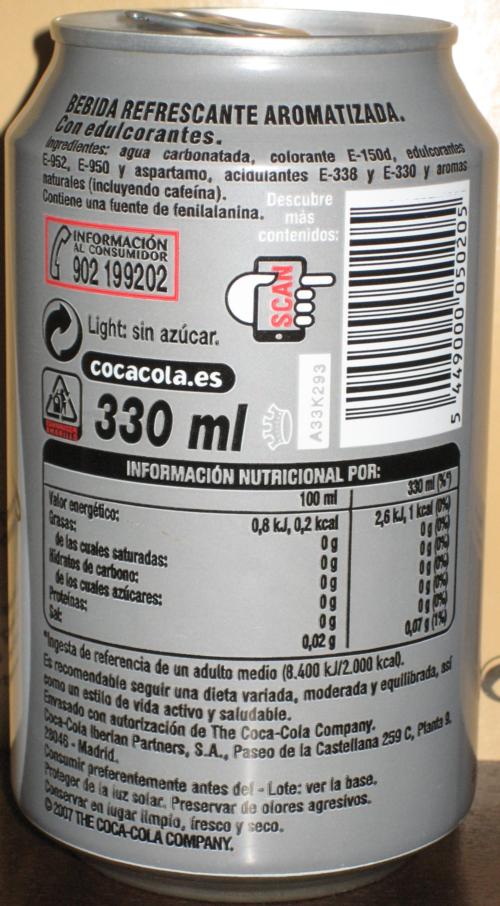 BEBIDA REFRESCANTE AROMATIZADA.
Con edulcorantes.
Ingredientes: agua carbonatada, colorante E-150d, edulcorantes
E-952, E-950 y aspartamo, acidulantes E-338 y E-330 y aromas
naturales (incluyendo cafeína).
Contiene una fuente de fenilalanina.
Descubre
más
contenidos:
SCAN
INFORMACIÓN
AL CONSUMIDOR
902 199202
Light: sin azúcar.
cocacola.es
330 ml
A33K293
5 449000 050205
INFORMACIÓN NUTRICIONAL POR:
100 ml 330 ml (%*)
Valor energético: 0,8 kJ, 0,2 kcal 2,6 kJ, 1 kcal (0%)
Grasas: 0 g 0 g (0%)
de las cuales saturadas: 0 g 0 g (0%)
Hidratos de carbono: 0 g 0 g (0%)
de los cuales azúcares: 0 g 0 g (0%)
Proteínas: 0 g 0 g (0%)
Sal: 0,02 g 0,07 g (1%)
*Ingesta de referencia de un adulto medio (8.400 kJ/2.000 kcal).
Es recomendable seguir una dieta variada, moderada y equilibrada, así
como un estilo de vida activo y saludable.
Envasado con autorización de The Coca-Cola Company.
Coca-Cola Iberian Partners, S.A., Paseo de la Castellana 259 C, Planta 9.
28046 - Madrid.
Consumir preferentemente antes del - Lote: ver la base.
Proteger de la luz solar. Preservar de olores agresivos.
Conservar en lugar limpio, fresco y seco.
© 2007 THE COCA-COLA COMPANY.